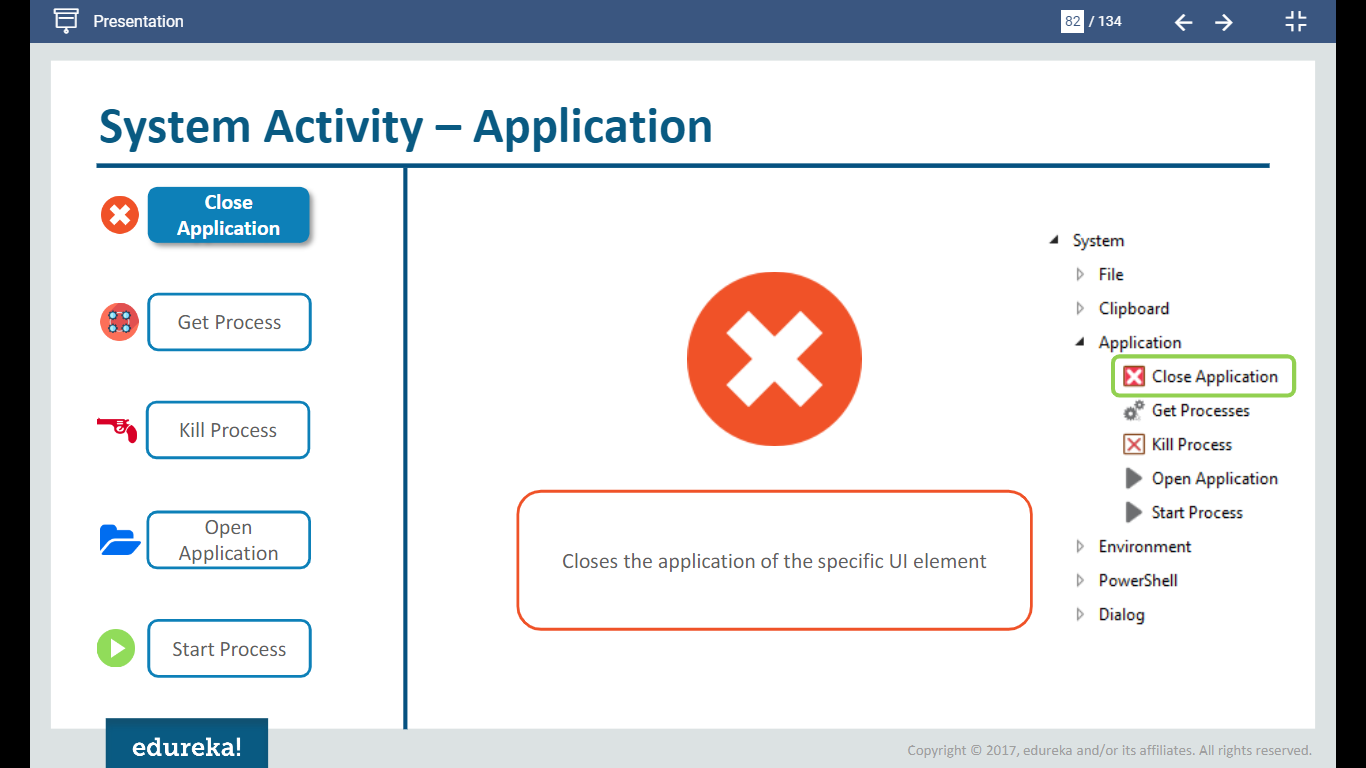 Presentation
82 / 134
System Activity – Application
Close
Application
Get Process
Kill Process
Open
Application
Start Process
Closes the application of the specific UI element
System
File
Clipboard
Application
Close Application
Get Processes
Kill Process
Open Application
Start Process
Environment
PowerShell
Dialog
edureka!
Copyright © 2017, edureka and/or its affiliates. All rights reserved.